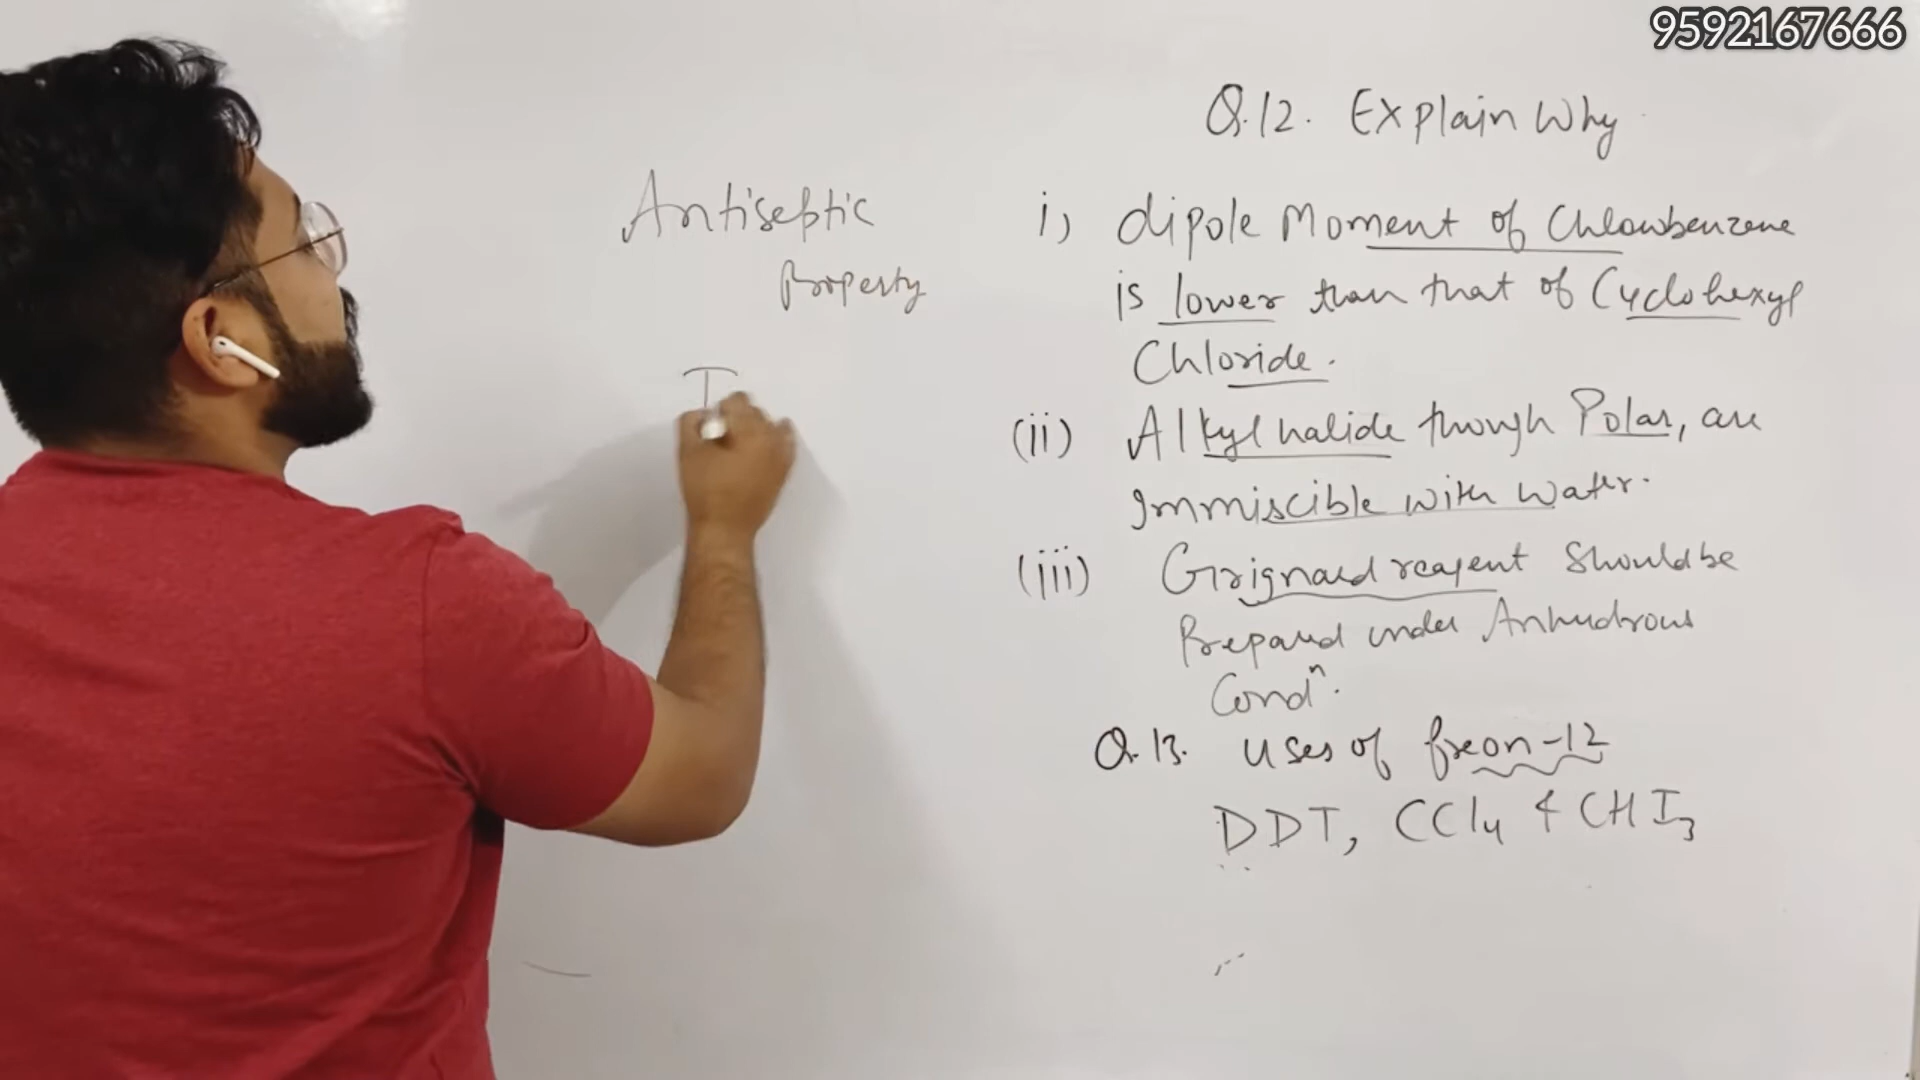 9592167666
Q.12. Explain Why
Antiseptic
Property
I
i) dipole Moment of Chlorobenzene
is lower than that of Cyclohexyl
Chloride.
(ii) Alkyl halide though Polar, are
Immiscible with water.
(iii) Grignard reagent Should be
Prepared under Anhydrous
Condⁿ.
Q.13. Uses of freon-12
DDT, CCl₄ & CHI₃